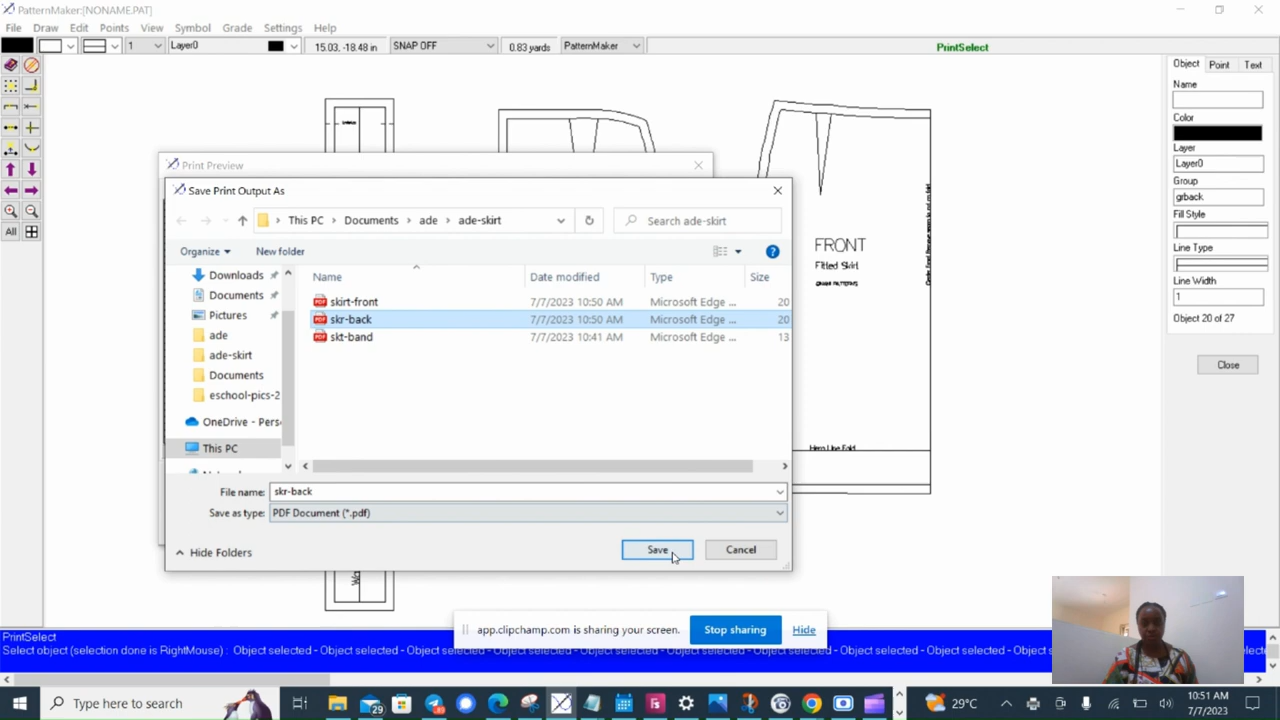 PatternMaker:[NONAME.PAT]
File Draw Edit Points View Symbol Grade Settings Help
1 Layer0 15.03, -18.48 in SNAP OFF 0.83 yards PatternMaker PrintSelect
Object Point Text
Name
Color
Layer
Layer0
Group
grback
Fill Style
Line Type
Line Width
1
Object 20 of 27
Close
Print Preview
Save Print Output As
This PC > Documents > ade > ade-skirt
Search ade-skirt
Organize New folder
Name Date modified Type Size
skirt-front 7/7/2023 10:50 AM Microsoft Edge ... 20
skr-back 7/7/2023 10:50 AM Microsoft Edge ... 20
skt-band 7/7/2023 10:41 AM Microsoft Edge ... 13
Downloads
Documents
Pictures
ade
ade-skirt
Documents
eschool-pics-2
OneDrive - Pers
This PC
File name: skr-back
Save as type: PDF Document (*.pdf)
Hide Folders
Save Cancel
FRONT
Fitted Skirt
Hem Line Fold
All
app.clipchamp.com is sharing your screen. Stop sharing Hide
PrintSelect
Select object (selection done is RightMouse) : Object selected - Object selected - Object selected - Object selected - Object selected - Object selected - Object selected - Object selected - Object selected - Object
Type here to search
29
29°C
10:51 AM
7/7/2023